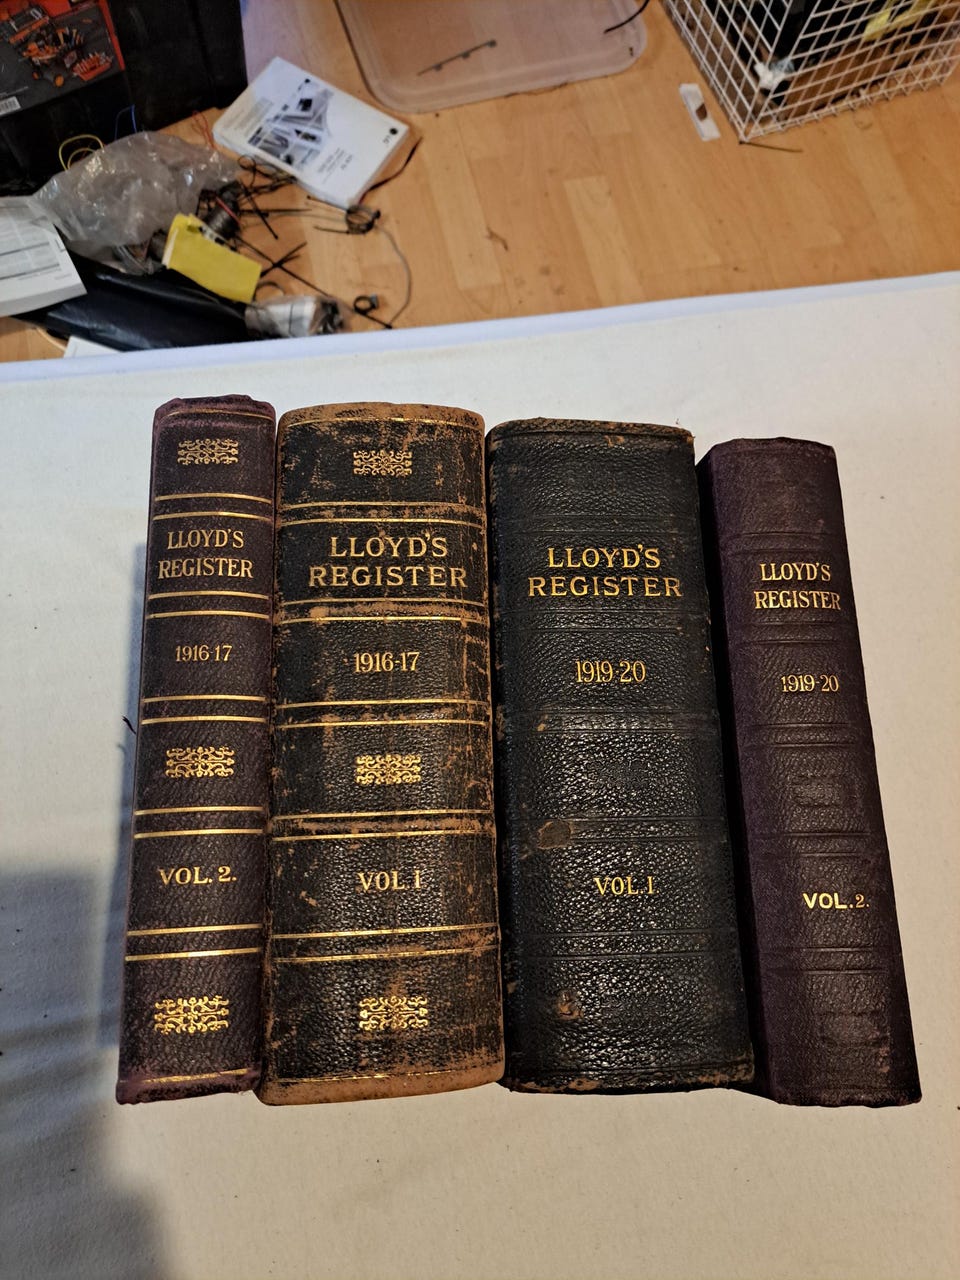 LLOYD'S
REGISTER
1916-17
VOL. 2.
LLOYD'S
REGISTER
1916-17
VOL. I
LLOYD'S
REGISTER
1919-20
VOL. I.
LLOYD'S
REGISTER
1919-20
VOL. 2.